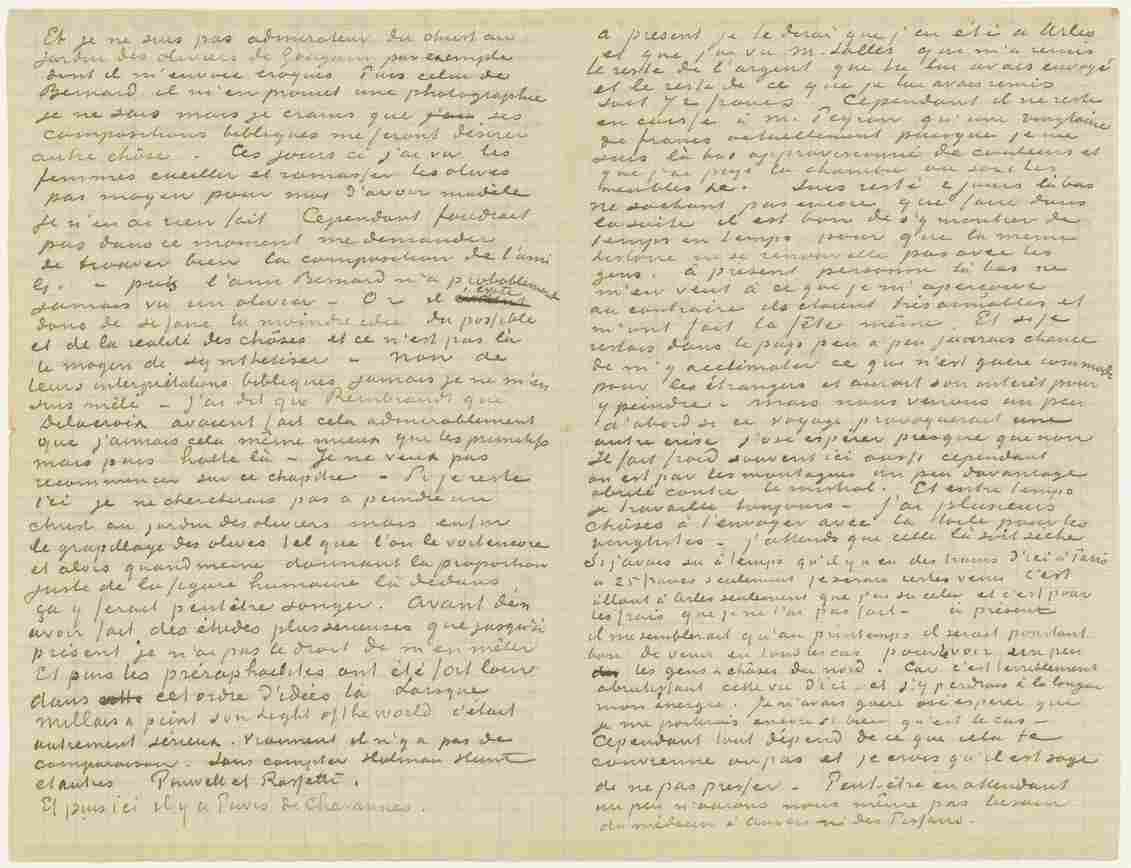 Et je ne suis pas admirateur du christ au
jardin des oliviers de Gauguin par exemple
dont il m'envoie croquis. Puis celui de
Bernard il m'en promet une photographie
je ne sais mais je crains que ses
compositions bibliques me feront désirer
autre chôse. Ces jours ci j'ai vu les
femmes cueillir et ramasser les olives
pas moyen pour moi d'avoir modèle
je n'en ai rien fait. Cependant faudrait
pas dans ce moment me demander
de trouver bien la composition de l'ami
G. – puis l'ami Bernard n'a probablement
jamais vu un olivier – Or il évite
donc de se faire la moindre idée du possible
et de la realité des chôses et ce n'est pas là
le moyen de synthetiser – Non de
leurs interprétations bibliques jamais je ne m'en
suis mêlé – J'ai dit que Rembrandt que
Delacroix avaient fait cela admirablement
que j'aimais cela même mieux que les primitifs
mais puis halte là – Je ne veux pas
recommencer sur ce chapitre – Si je reste
ici je ne chercherais pas à peindre un
christ au jardin des oliviers mais enfin
le grapillage des olives tel que l'on le voit encore
et alors quand meme donnant la proportion
juste de la figure humaine là dedans
ça y ferait peutêtre songer. Avant d'en
avoir fait des études plus serieuses que jusqu'à
présent je n'ai pas le droit de m'en mêler
Et puis les préraphaelites ont été fort loin
dans cet ordre d'idées là Lorsque
Millais a peint son Light of the world c'était
autrement sérieux. Vraiment il n'y a pas de
comparaison. Sans compter Holman Hunt
et autres Pinwell et Rossetti.
Et puis ici il y a Puvis de Chavannes.
a présent je te dirai que j'en été à Arles
et que j'ai vu M. Salles qui m'a remis
le reste de l'argent que tu lui avais envoyé
et le reste de ce que je lui avais remis
soit 72 francs. Cependant il ne reste
en caisse à M. Peyron qu'une vingtaine
de francs actuellement puisque je me
suis là bas approvisionné de couleurs et
que j'ai payé la chambre où sont les
meubles &c. Suis resté 2 jours là bas
ne sachant pas encore que faire dans
la suite il est bon de s'y montrer de
temps en temps pour que la meme
histoire ne se renouvelle pas avec les
gens. A present personne là bas ne
m'en veut à ce que je m'aperçoive
au contraire ils étaient très aimables et
m'ont fait la fête même. Et si je
restais dans le pays peu à peu j'aurais chance
de m'y acclimater ce qui n'est guère commode
pour les étrangers et aurait son intérêt pour
y peindre – mais nous verrons un peu
d'abord si ce voyage provoquerait une
autre crise j'ose espérer presque que non
Il fait froid souvent ici aussi cependant
on est par les montagnes un peu davantage
abrité contre le mistral. Et entre temps
je travaille toujours – J'ai plusieurs
chôses à t'envoyer avec la toile pour les
vingtistes – j'attends que celle là soit sèche
Si j'avais su à temps qu'il y a eu des trains d'ici à Paris
a 25 francs seulement je serais certes venu c'est
allant à Arles seulement que j'ai su cela et c'est pour
les frais que je ne l'ai pas fait – à présent
il me semblerait qu'au printemps il serait pourtant
bon de venir en tous les cas pour voir un peu
les gens & chôses du nord. Car c'est terriblement
abrutissant cette vie d'ici et j'y perdrais à la longue
mon énergie. Je n'avais guère osé espérer que
je me porterais encore si bien qu'est le cas –
Cependant tout dépend de ce que cela te
convienne ou pas et je crois qu'il est sage
de ne pas presser – Peut-être en attendant
un peu n'aurons nous même pas besoin
du médecin d'Auvers ni des Pissarro.